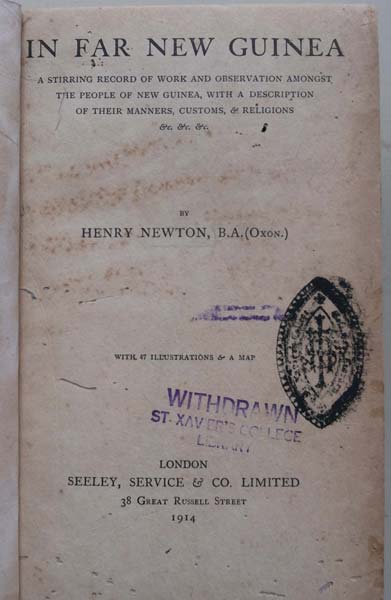 IN FAR NEW GUINEA
A STIRRING RECORD OF WORK AND OBSERVATION AMONGST
THE PEOPLE OF NEW GUINEA, WITH A DESCRIPTION
OF THEIR MANNERS, CUSTOMS, & RELIGIONS
&c. &c. &c.
BY
HENRY NEWTON, B.A. (OXON.)
WITH 47 ILLUSTRATIONS & A MAP
WITHDRAWN
ST. XAVIER'S COLLEGE
LIBRARY
LONDON
SEELEY, SERVICE & CO. LIMITED
38 GREAT RUSSELL STREET
1914